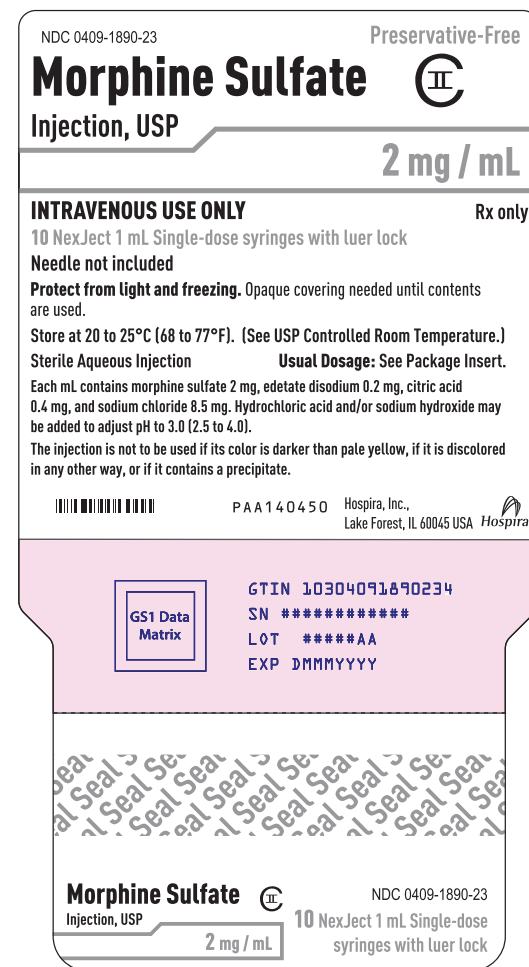 NDC 0409-1890-23
Preservative-Free
Morphine Sulfate CII
Injection, USP
2 mg / mL
INTRAVENOUS USE ONLY
Rx only
10 NexJect 1 mL Single-dose syringes with luer lock
Needle not included
Protect from light and freezing. Opaque covering needed until contents
are used.
Store at 20 to 25°C (68 to 77°F). (See USP Controlled Room Temperature.)
Sterile Aqueous Injection
Usual Dosage: See Package Insert.
Each mL contains morphine sulfate 2 mg, edetate disodium 0.2 mg, citric acid
0.4 mg, and sodium chloride 8.5 mg. Hydrochloric acid and/or sodium hydroxide may
be added to adjust pH to 3.0 (2.5 to 4.0).
The injection is not to be used if its color is darker than pale yellow, if it is discolored
in any other way, or if it contains a precipitate.
PAA140450
Hospira, Inc.,
Lake Forest, IL 60045 USA
Hospira
GS1 Data
Matrix
GTIN 10304091890234
SN ############
LOT #####AA
EXP DMMMYYYY
Seal Seal Seal Seal Seal Seal Seal Seal
Morphine Sulfate CII
Injection, USP
2 mg / mL
NDC 0409-1890-23
10 NexJect 1 mL Single-dose
syringes with luer lock